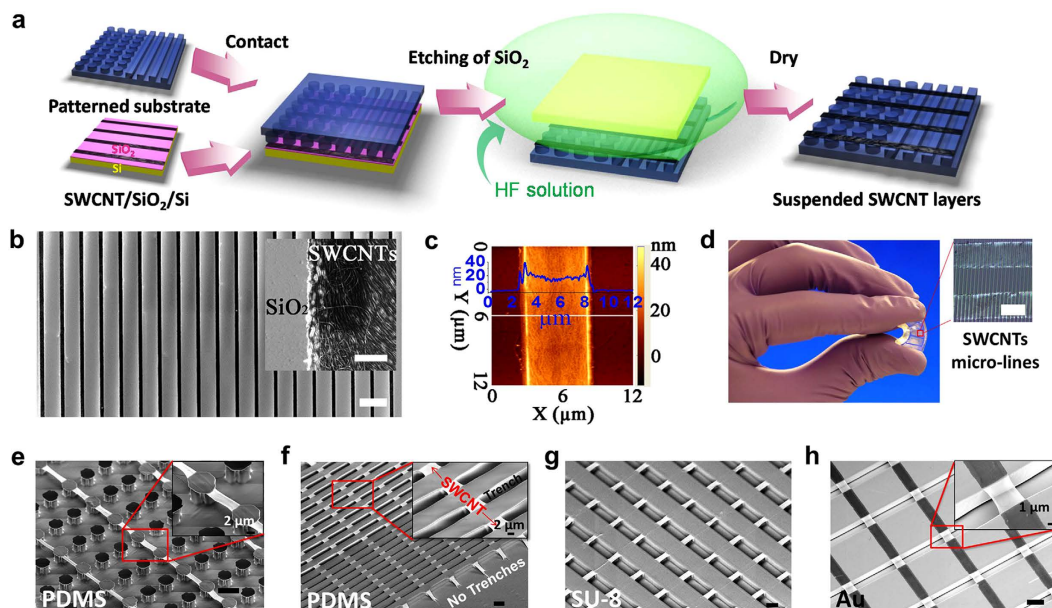 a
Contact
Etching of SiO2
Dry
Patterned substrate
SiO2
Si
SWCNT/SiO2/Si
HF solution
Suspended SWCNT layers
b
SWCNTs
SiO2
c
nm
40
20
0
0 2 4 6 8 10 12
μm
0
6
12
Y (μm)
0 6 12
X (μm)
nm
40
20
0
d
SWCNTs
micro-lines
e
2 μm
PDMS
f
SWCNT
Trench
2 μm
No Trenches
PDMS
g
SU-8
h
1 μm
Au